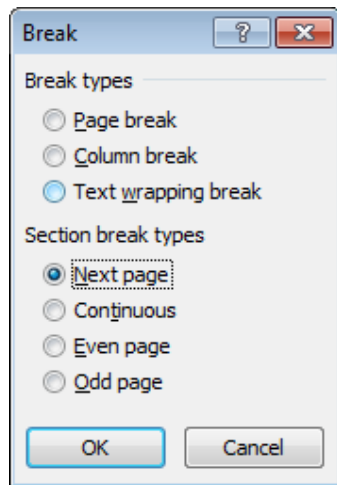 Break
Break types
Page break
Column break
Text wrapping break
Section break types
Next page
Continuous
Even page
Odd page
OK Cancel